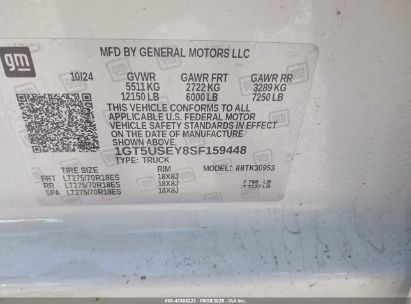 gm
MFD BY GENERAL MOTORS LLC
10/24 GVWR GAWR FRT GAWR RR
5511 KG 2722 KG 3289 KG
12150 LB 6000 LB 7250 LB
THIS VEHICLE CONFORMS TO ALL
APPLICABLE U.S. FEDERAL MOTOR
VEHICLE SAFETY STANDARDS IN EFFECT
ON THE DATE OF MANUFACTURE
SHOWN ABOVE.
1GT5USEY8SF159448
TYPE: TRUCK
TIRE SIZE RIM MODEL: 88TK30953
FRT LT275/70R18ES 18X8J
RR LT275/70R18ES 18X8J
SPA LT275/70R18ES 18X8J